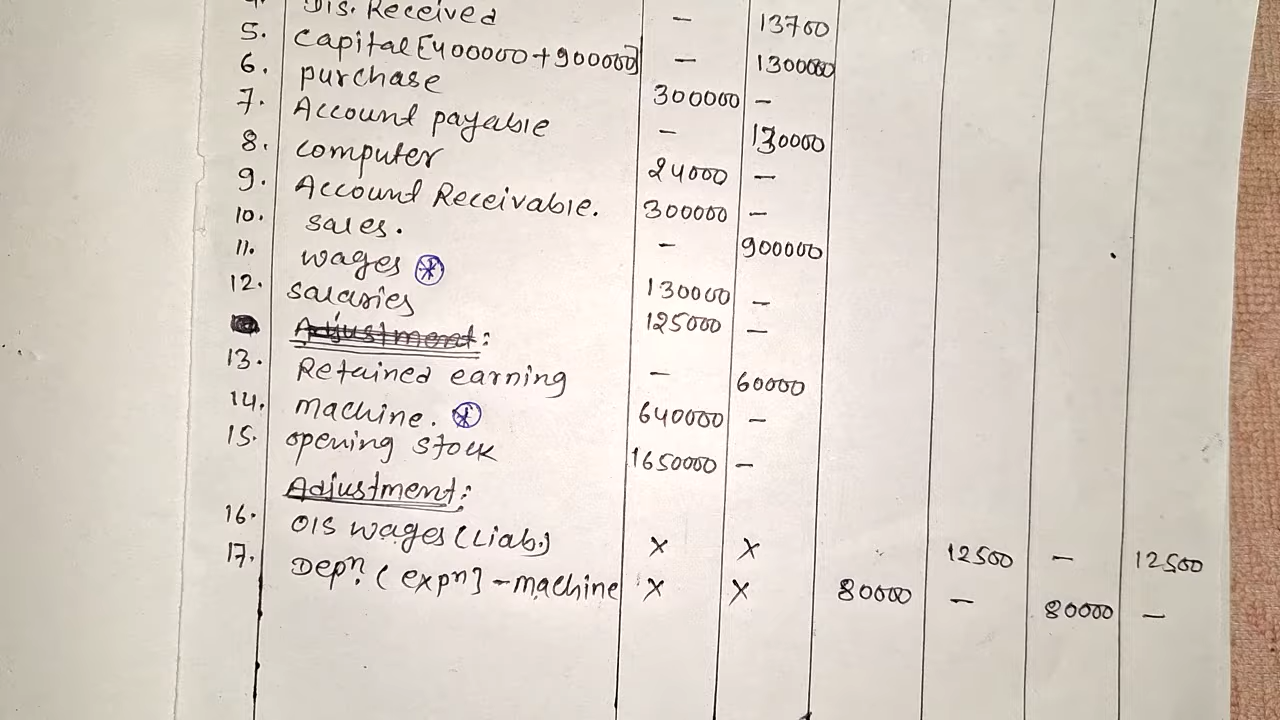 4. Dis. Received - 13700
5. Capital [400000+900000] - 1300000
6. purchase 300000 -
7. Account payable - 130000
8. computer 24000 -
9. Account Receivable. 300000 -
10. sales. - 900000
11. wages * 130000 -
12. salaries 125000 -
Adjustment:
13. Retained earning - 60000
14. machine. * 640000 -
15. opening stock 1650000 -
Adjustment:
16. O/S wages (Liab.) x x 12500 - 12500
17. Depn. (expn] - machine x x 80000 - 80000 -